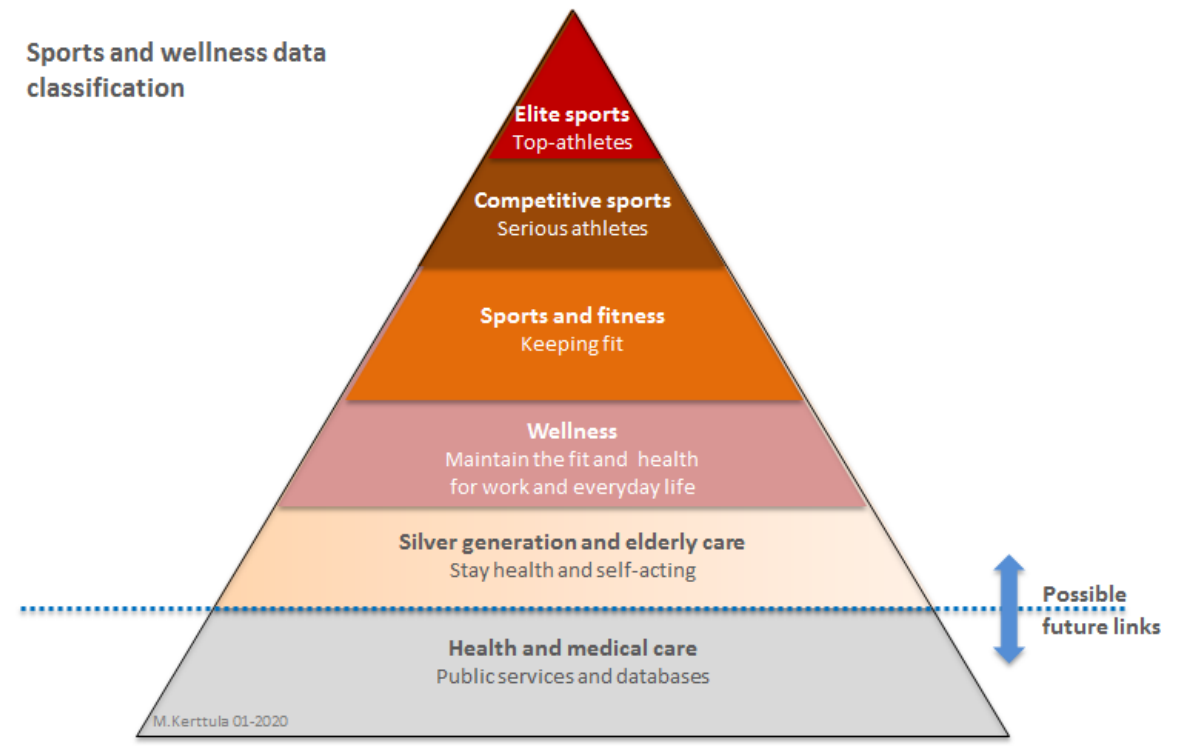 Sports and wellness data
classification
Elite sports
Top-athletes
Competitive sports
Serious athletes
Sports and fitness
Keeping fit
Wellness
Maintain the fit and health
for work and everyday life
Silver generation and elderly care
Stay health and self-acting
Possible
future links
Health and medical care
Public services and databases
M.Kerttula 01-2020